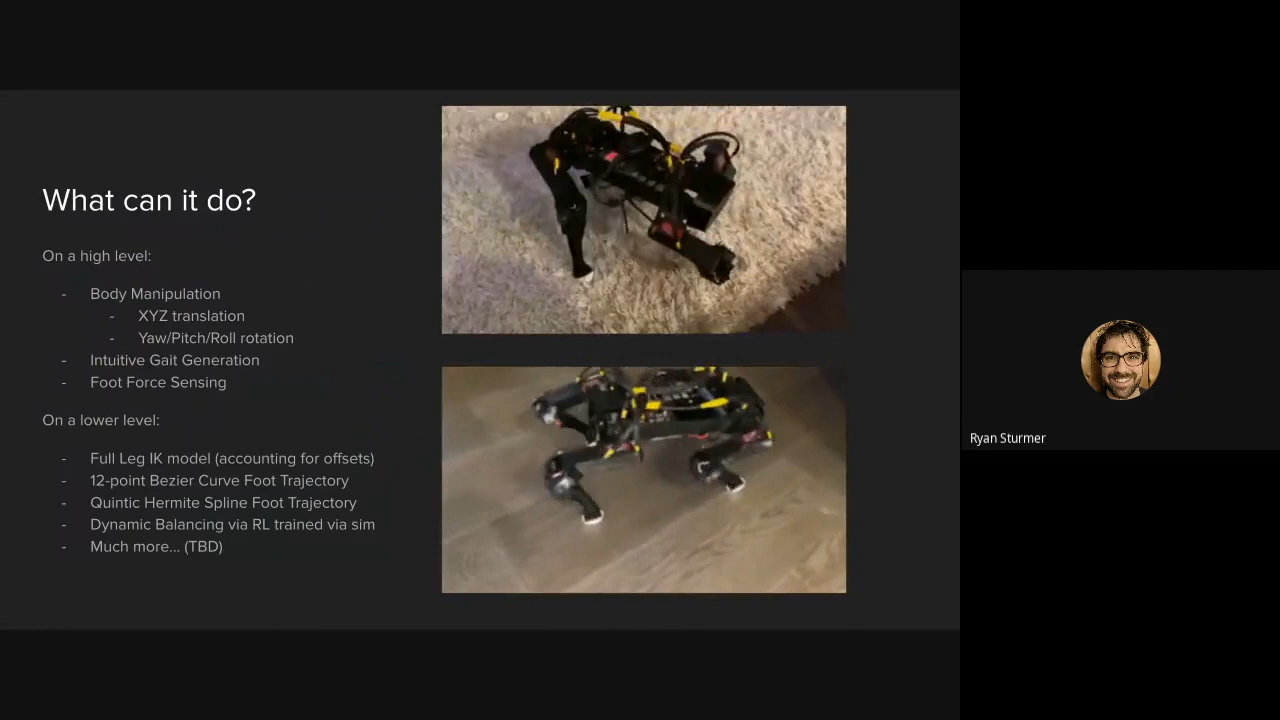 What can it do?
On a high level:
- Body Manipulation
- XYZ translation
- Yaw/Pitch/Roll rotation
- Intuitive Gait Generation
- Foot Force Sensing
On a lower level:
- Full Leg IK model (accounting for offsets)
- 12-point Bezier Curve Foot Trajectory
- Quintic Hermite Spline Foot Trajectory
- Dynamic Balancing via RL trained via sim
- Much more... (TBD)
Ryan Sturmer